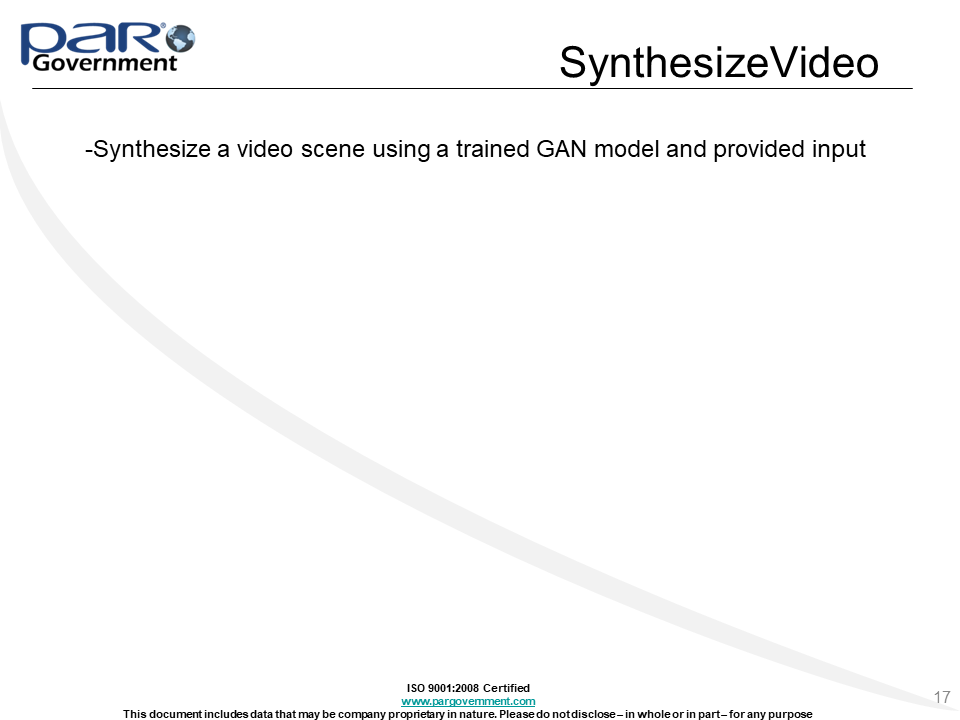 PAR®
Government
SynthesizeVideo
-Synthesize a video scene using a trained GAN model and provided input
ISO 9001:2008 Certified
www.pargovernment.com
This document includes data that may be company proprietary in nature. Please do not disclose – in whole or in part – for any purpose
17